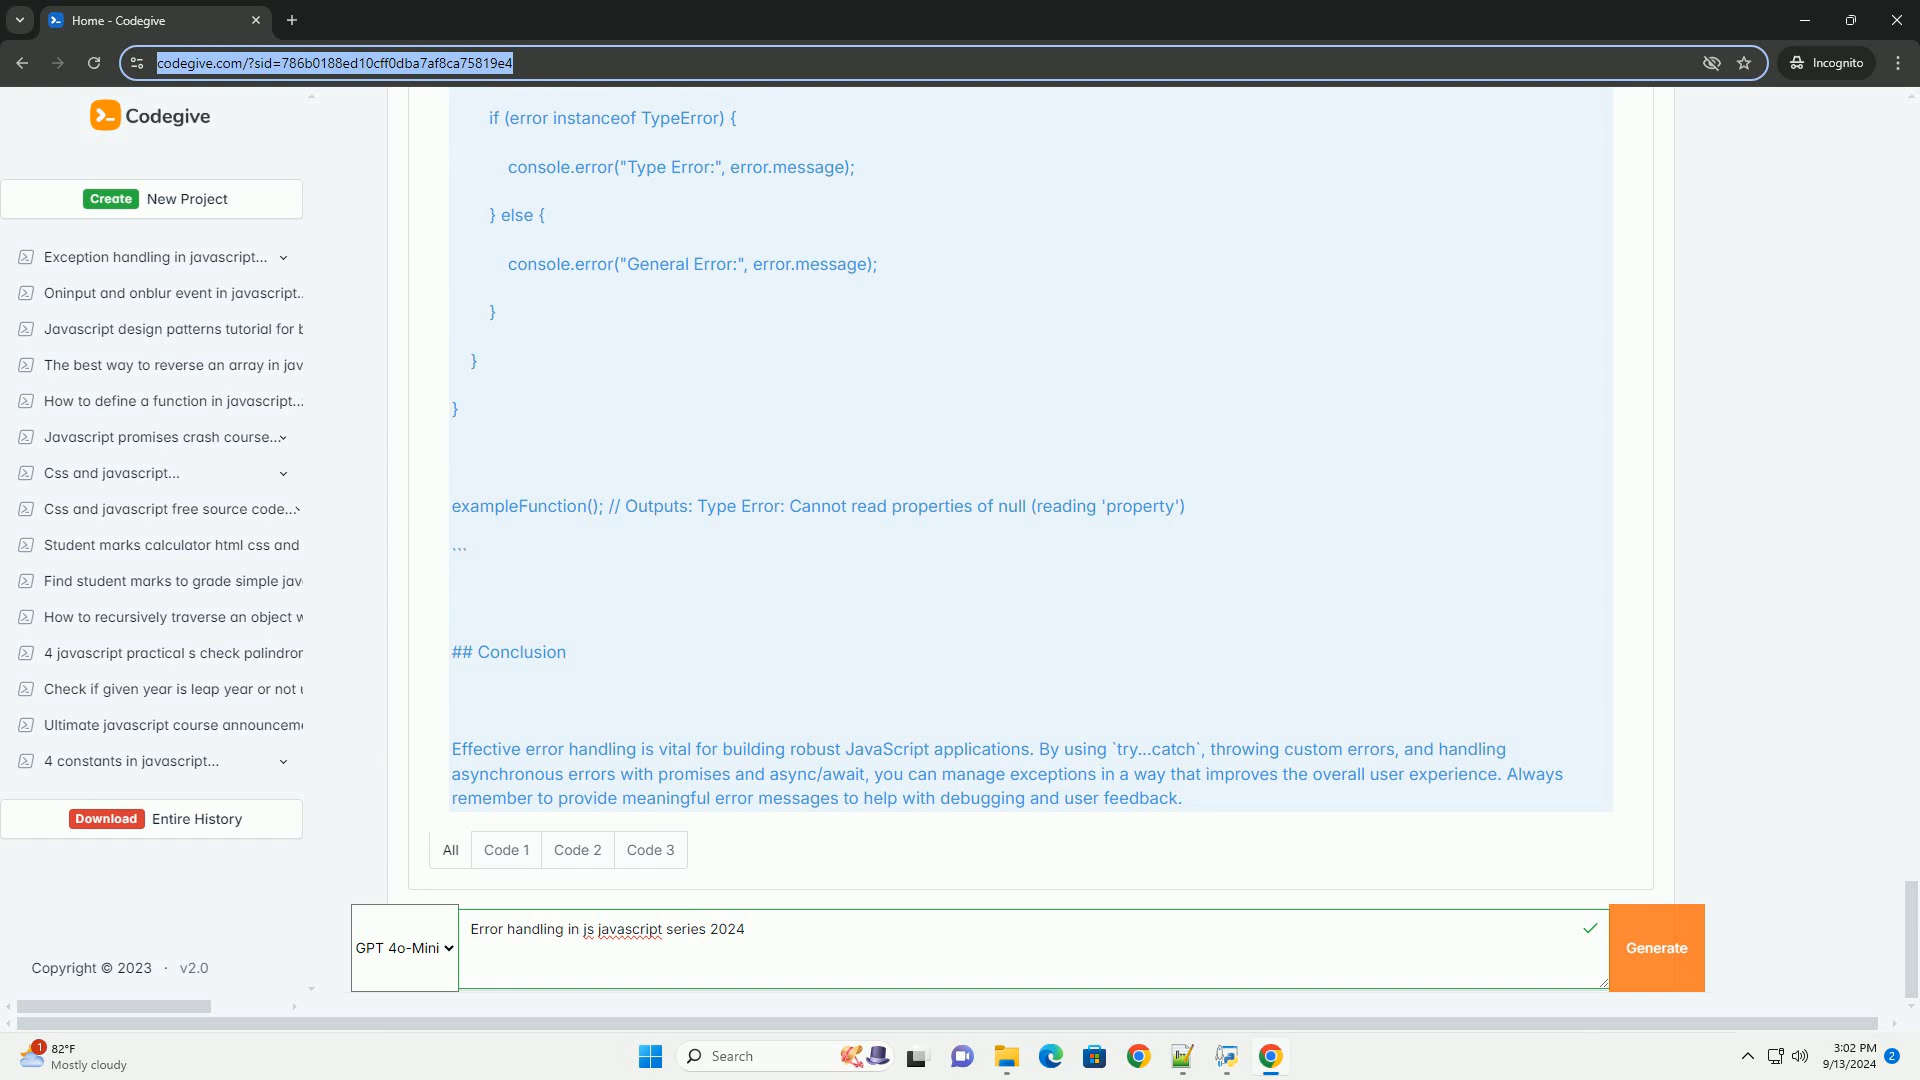 Home - Codegive
codegive.com/?sid=786b0188ed10cff0dba7af8ca75819e4
Incognito
Codegive
Create New Project
Exception handling in javascript...
Oninput and onblur event in javascript..
Javascript design patterns tutorial for b
The best way to reverse an array in jav
How to define a function in javascript...
Javascript promises crash course...
Css and javascript...
Css and javascript free source code...
Student marks calculator html css and
Find student marks to grade simple jav
How to recursively traverse an object w
4 javascript practical s check palindror
Check if given year is leap year or not u
Ultimate javascript course announcem
4 constants in javascript...
Download Entire History
Copyright © 2023 · v2.0
if (error instanceof TypeError) {
console.error("Type Error:", error.message);
} else {
console.error("General Error:", error.message);
}
}
}
exampleFunction(); // Outputs: Type Error: Cannot read properties of null (reading 'property')
```
## Conclusion
Effective error handling is vital for building robust JavaScript applications. By using `try...catch`, throwing custom errors, and handling
asynchronous errors with promises and async/await, you can manage exceptions in a way that improves the overall user experience. Always
remember to provide meaningful error messages to help with debugging and user feedback.
All Code 1 Code 2 Code 3
GPT 4o-Mini
Error handling in js javascript series 2024
Generate
1
82°F
Mostly cloudy
Search
3:02 PM
9/13/2024
2